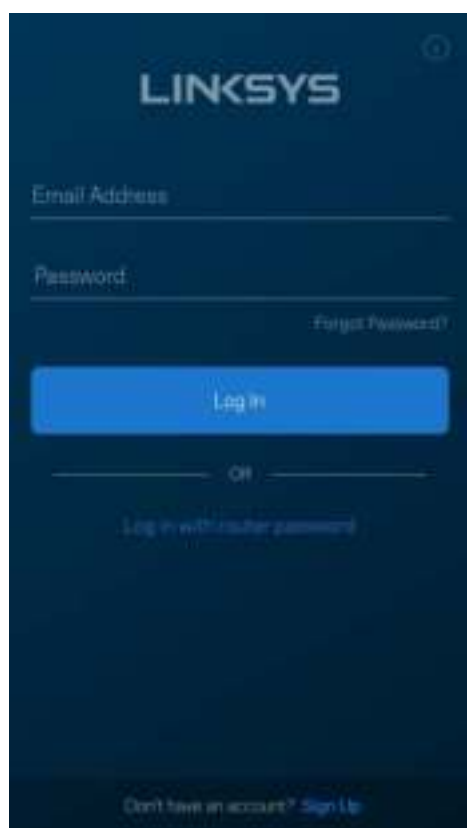 LINKSYS
Email Address
Password
Forgot Password?
Log in
OR
Log in with router password
Don't have an account? Sign Up